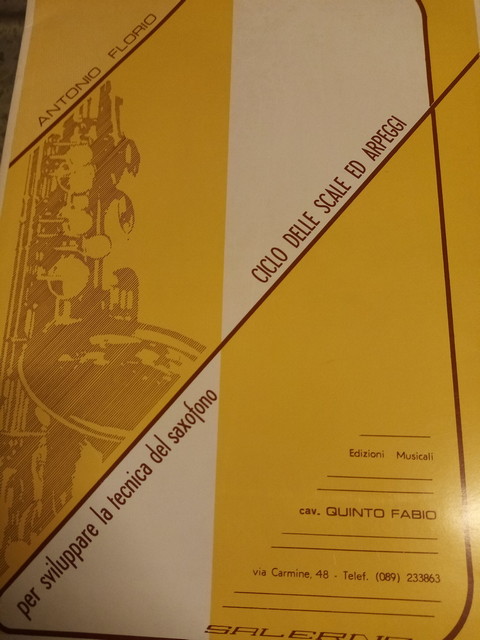 ANTONIO FLORIO
CICLO DELLE SCALE ED ARPEGGI
per sviluppare la tecnica del saxofono
Edizioni Musicali
cav. QUINTO FABIO
via Carmine, 48 - Telef. (089) 233863